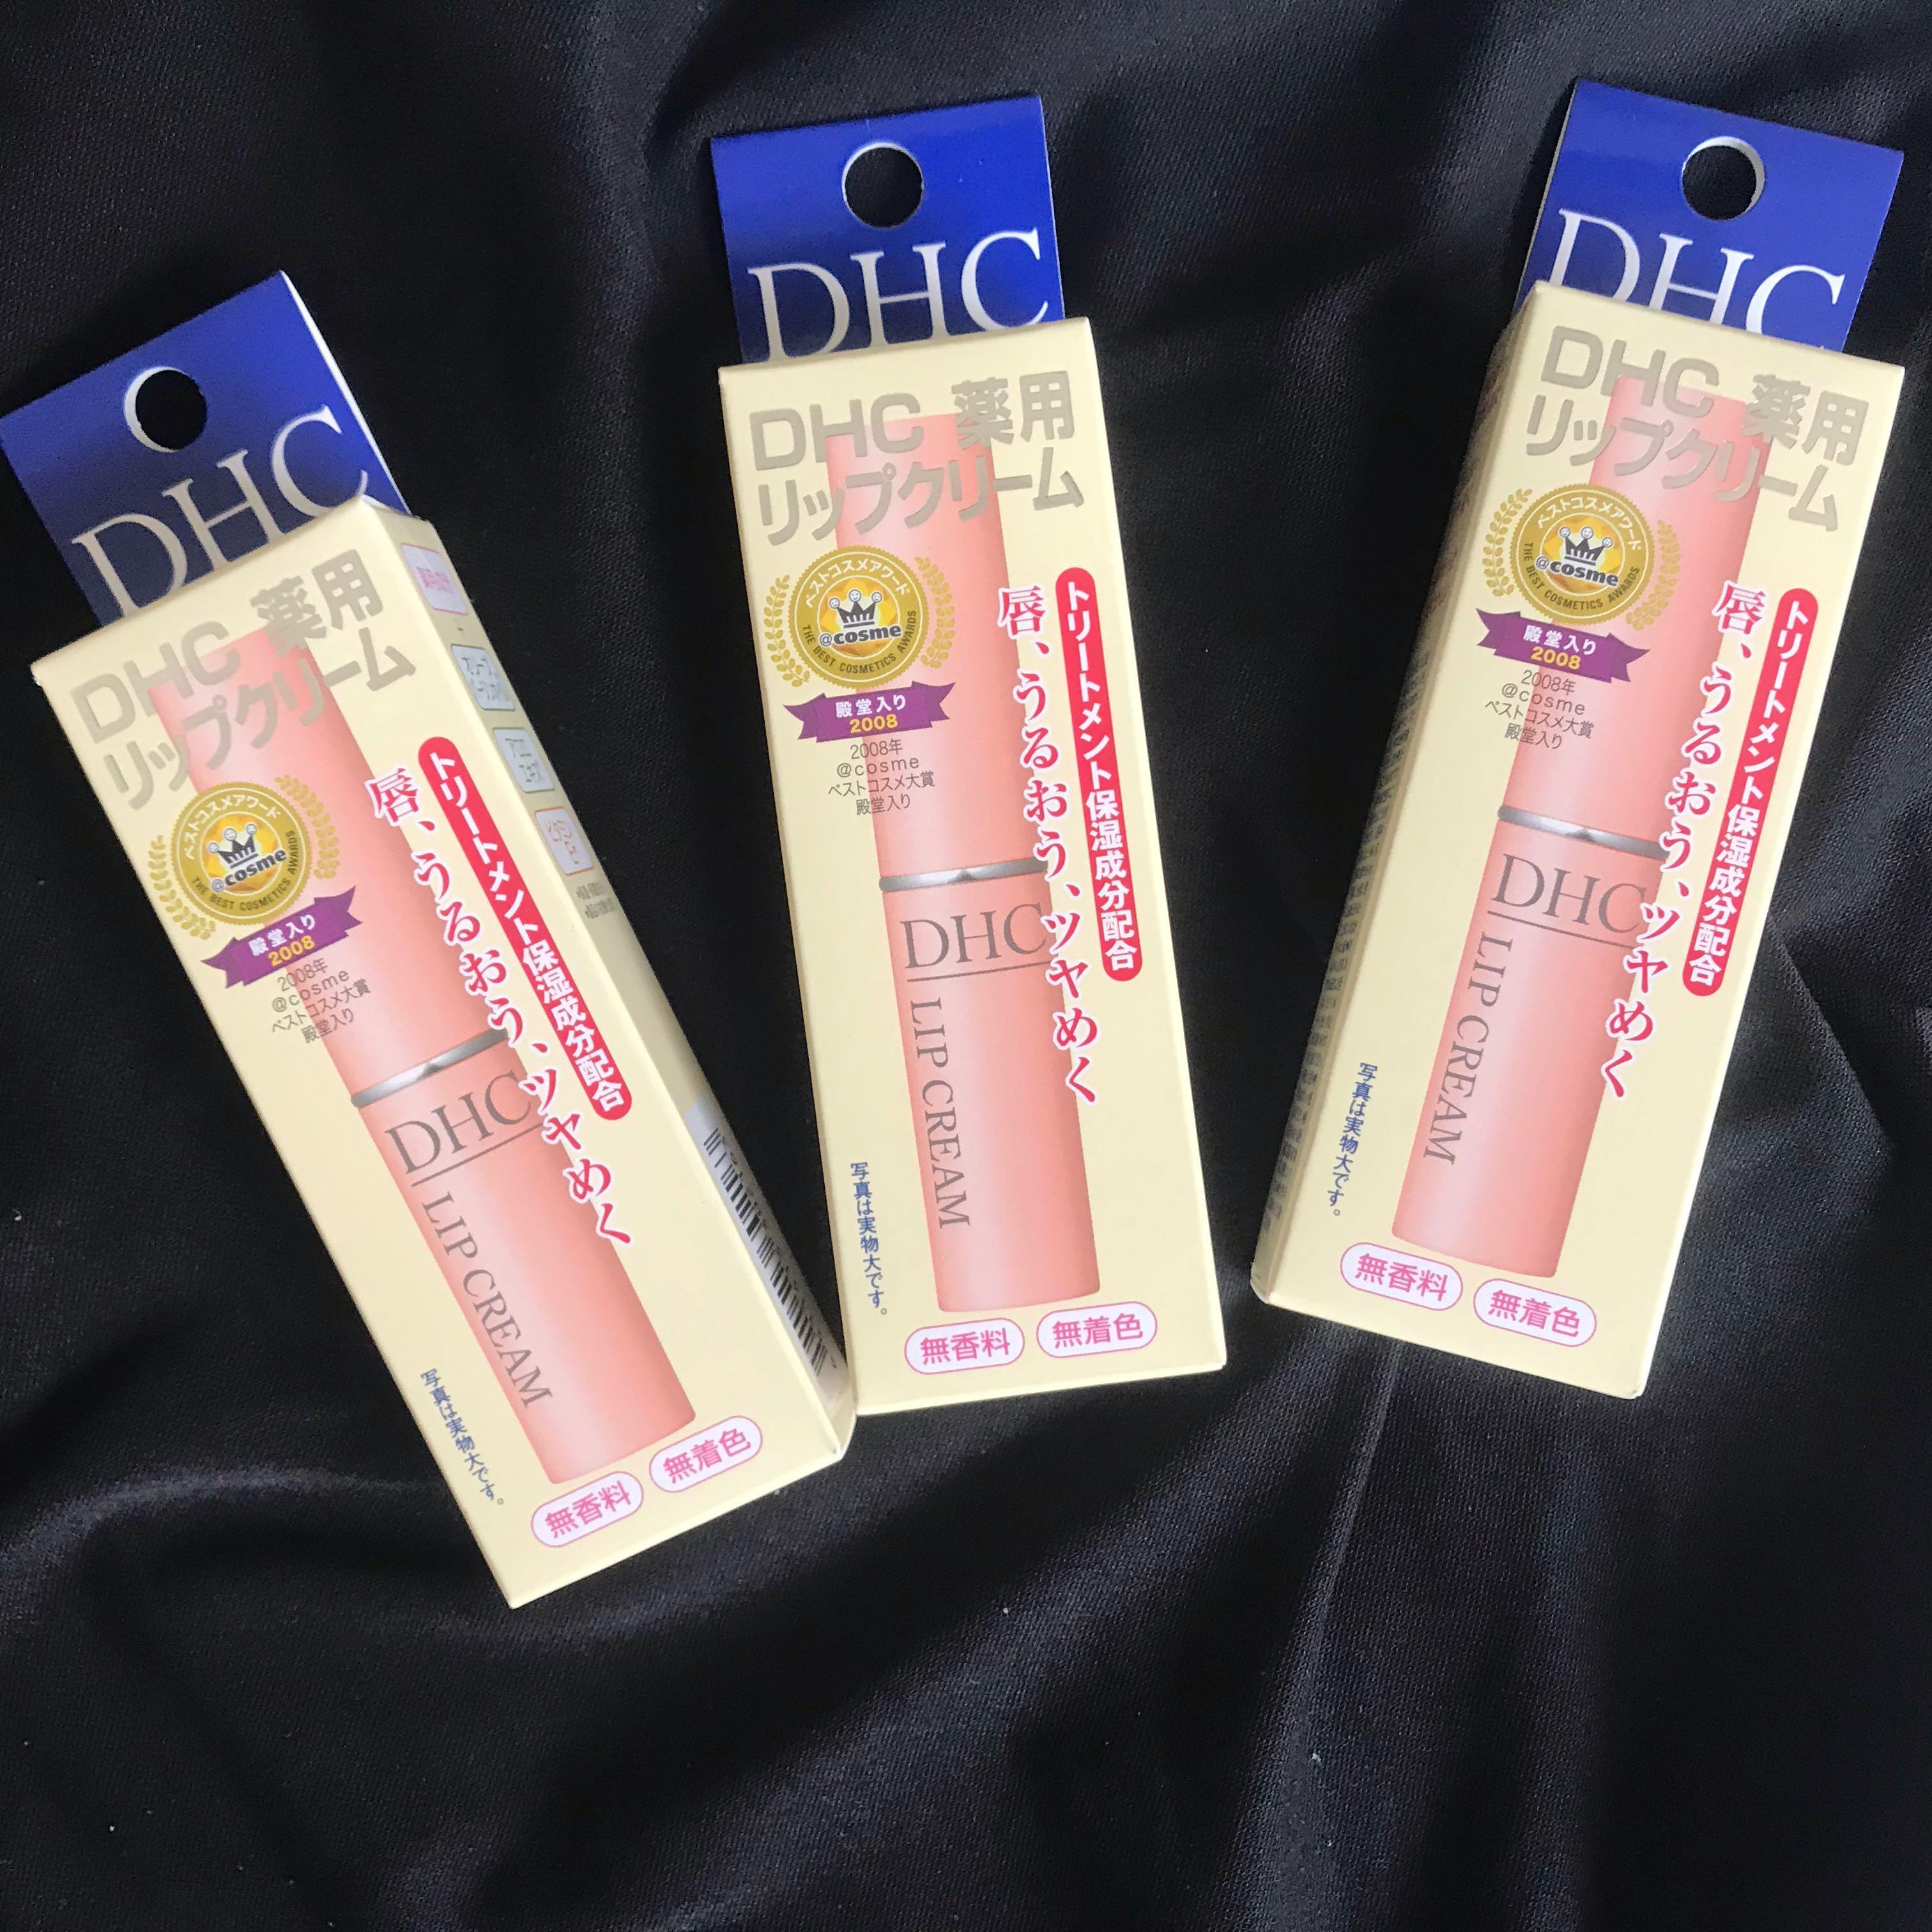 DHC
DHC 薬用
リップクリーム
ベストコスメアワード
@cosme
THE BEST COSMETICS AWARDS
殿堂入り
2008
2008年
@cosme
ベストコスメ大賞
殿堂入り
トリートメント保湿成分配合
唇、うるおう、ツヤめく
DHC
LIP CREAM
写真は実物大です。
無香料
無着色
DHC
DHC 薬用
リップクリーム
ベストコスメアワード
@cosme
THE BEST COSMETICS AWARDS
殿堂入り
2008
2008年
@cosme
ベストコスメ大賞
殿堂入り
トリートメント保湿成分配合
唇、うるおう、ツヤめく
DHC
LIP CREAM
写真は実物大です。
無香料
無着色
DHC
DHC 薬用
リップクリーム
ベストコスメアワード
@cosme
THE BEST COSMETICS AWARDS
殿堂入り
2008
2008年
@cosme
ベストコスメ大賞
殿堂入り
トリートメント保湿成分配合
唇、うるおう、ツヤめく
DHC
LIP CREAM
写真は実物大です。
無香料
無着色